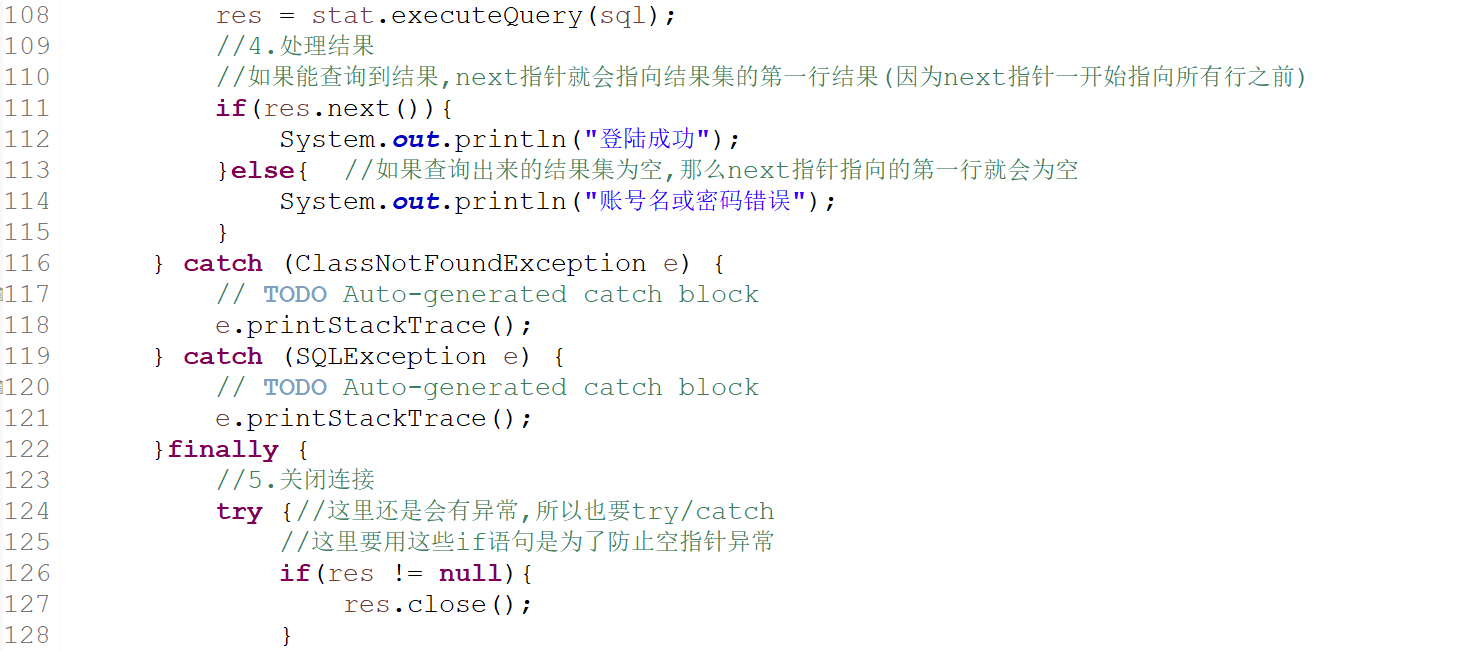 108 res = stat.executeQuery(sql);
109 //4.处理结果
110 //如果能查询到结果,next指针就会指向结果集的第一行结果(因为next指针一开始指向所有行之前)
111 if(res.next()){
112 System.out.println("登陆成功");
113 }else{ //如果查询出来的结果集为空,那么next指针指向的第一行就会为空
114 System.out.println("账号名或密码错误");
115 }
116 } catch (ClassNotFoundException e) {
117 // TODO Auto-generated catch block
118 e.printStackTrace();
119 } catch (SQLException e) {
120 // TODO Auto-generated catch block
121 e.printStackTrace();
122 }finally {
123 //5.关闭连接
124 try {//这里还是会有异常,所以也要try/catch
125 //这里要用这些if语句是为了防止空指针异常
126 if(res != null){
127 res.close();
128 }